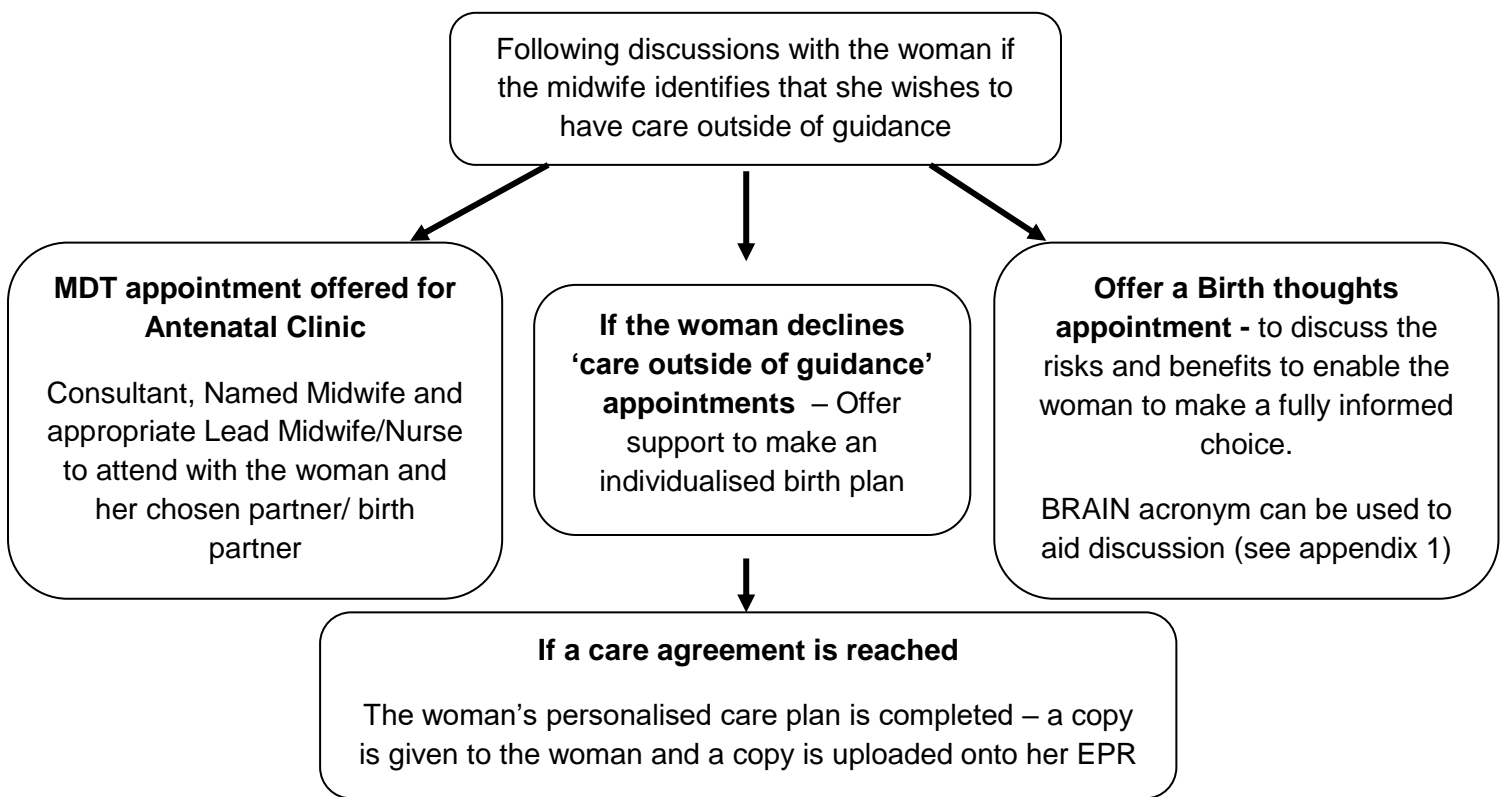 Following discussions with the woman if
the midwife identifies that she wishes to
have care outside of guidance
MDT appointment offered for
Antenatal Clinic
Consultant, Named Midwife and
appropriate Lead Midwife/Nurse
to attend with the woman and
her chosen partner/ birth
partner
If the woman declines
‘care outside of guidance’
appointments – Offer
support to make an
individualised birth plan
Offer a Birth thoughts
appointment - to discuss the
risks and benefits to enable the
woman to make a fully informed
choice.
BRAIN acronym can be used to
aid discussion (see appendix 1)
If a care agreement is reached
The woman’s personalised care plan is completed – a copy
is given to the woman and a copy is uploaded onto her EPR